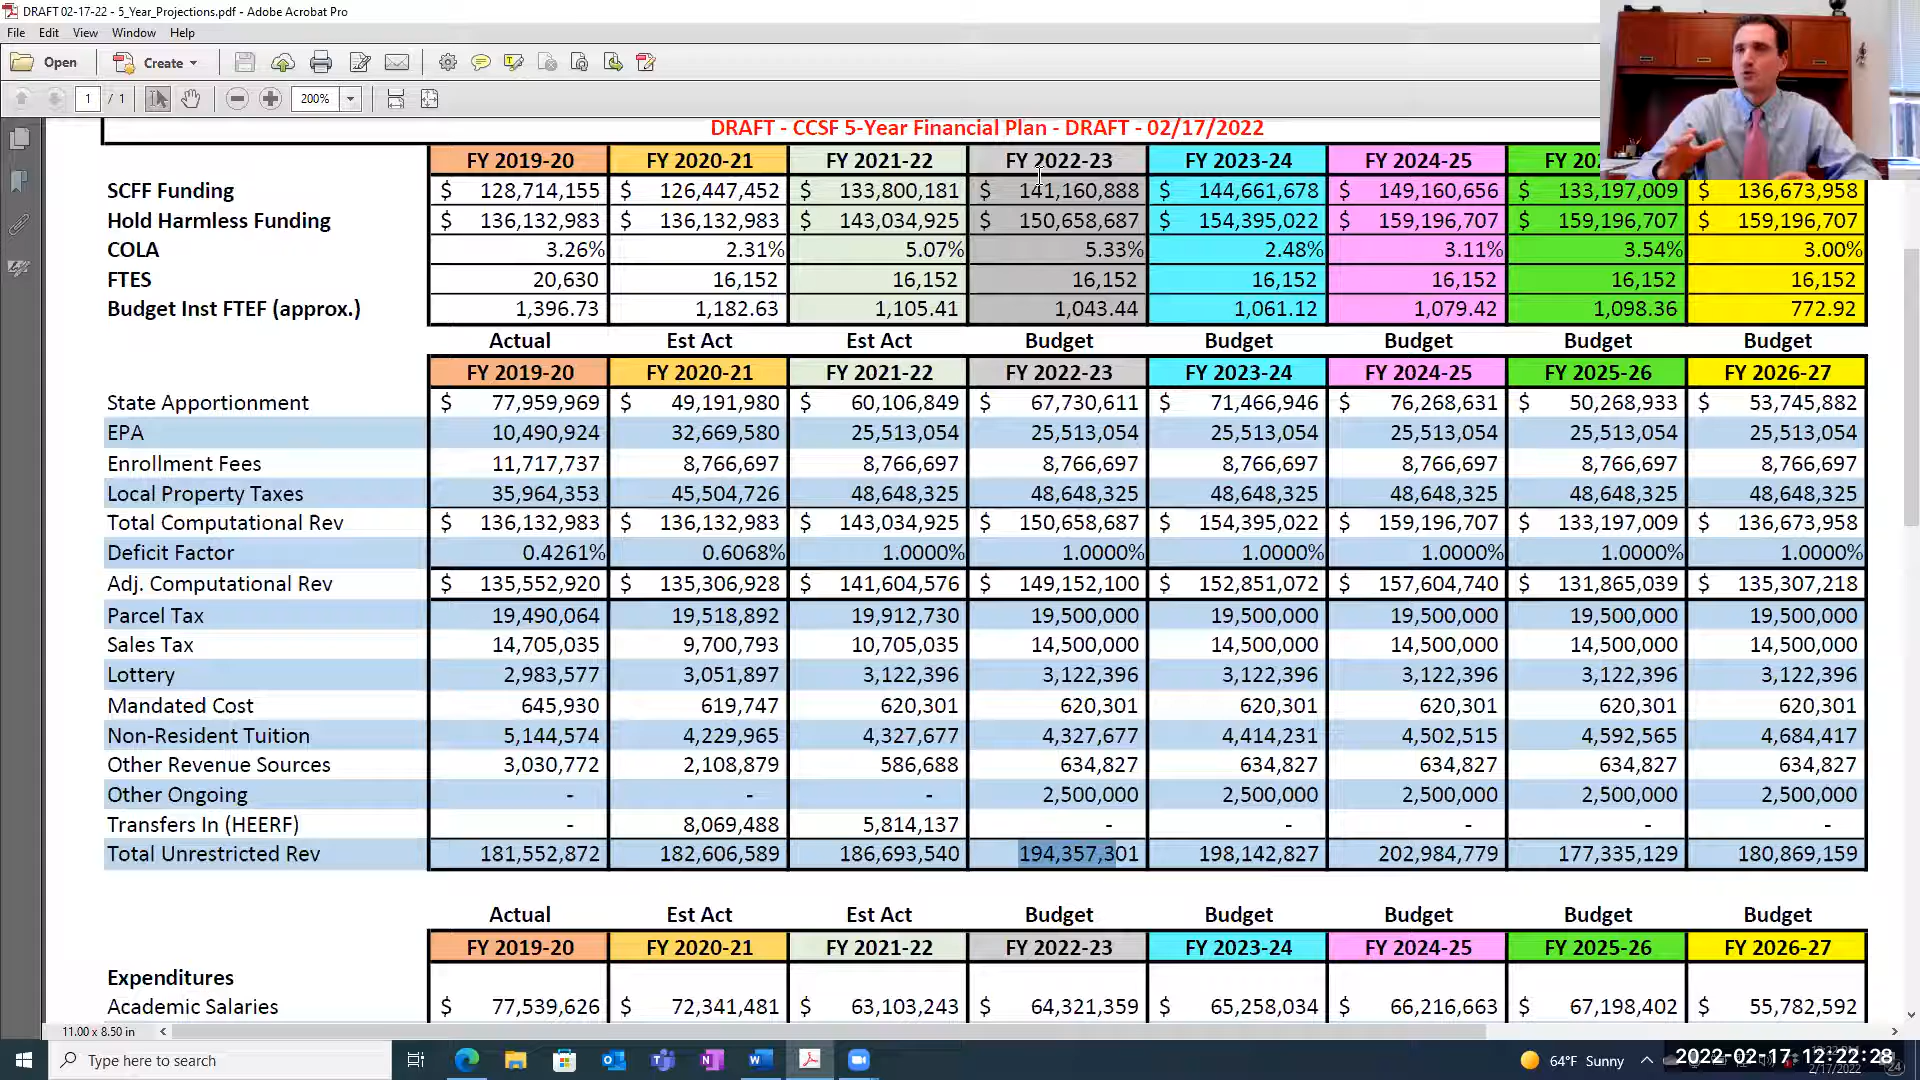 DRAFT 02-17-22 - 5_Year_Projections.pdf - Adobe Acrobat Pro
File Edit View Window Help
Open Create
1 / 1 200%
DRAFT - CCSF 5-Year Financial Plan - DRAFT - 02/17/2022
FY 2019-20 FY 2020-21 FY 2021-22 FY 2022-23 FY 2023-24 FY 2024-25
SCFF Funding $ 128,714,155 $ 126,447,452 $ 133,800,181 $ 141,160,888 $ 144,661,678 $ 149,160,656 $ 133,197,009 $ 136,673,958
Hold Harmless Funding $ 136,132,983 $ 136,132,983 $ 143,034,925 $ 150,658,687 $ 154,395,022 $ 159,196,707 $ 159,196,707 $ 159,196,707
COLA 3.26% 2.31% 5.07% 5.33% 2.48% 3.11% 3.54% 3.00%
FTES 20,630 16,152 16,152 16,152 16,152 16,152 16,152 16,152
Budget Inst FTEF (approx.) 1,396.73 1,182.63 1,105.41 1,043.44 1,061.12 1,079.42 1,098.36 772.92
Actual Est Act Est Act Budget Budget Budget Budget Budget
FY 2019-20 FY 2020-21 FY 2021-22 FY 2022-23 FY 2023-24 FY 2024-25 FY 2025-26 FY 2026-27
State Apportionment $ 77,959,969 $ 49,191,980 $ 60,106,849 $ 67,730,611 $ 71,466,946 $ 76,268,631 $ 50,268,933 $ 53,745,882
EPA 10,490,924 32,669,580 25,513,054 25,513,054 25,513,054 25,513,054 25,513,054 25,513,054
Enrollment Fees 11,717,737 8,766,697 8,766,697 8,766,697 8,766,697 8,766,697 8,766,697 8,766,697
Local Property Taxes 35,964,353 45,504,726 48,648,325 48,648,325 48,648,325 48,648,325 48,648,325 48,648,325
Total Computational Rev $ 136,132,983 $ 136,132,983 $ 143,034,925 $ 150,658,687 $ 154,395,022 $ 159,196,707 $ 133,197,009 $ 136,673,958
Deficit Factor 0.4261% 0.6068% 1.0000% 1.0000% 1.0000% 1.0000% 1.0000% 1.0000%
Adj. Computational Rev $ 135,552,920 $ 135,306,928 $ 141,604,576 $ 149,152,100 $ 152,851,072 $ 157,604,740 $ 131,865,039 $ 135,307,218
Parcel Tax 19,490,064 19,518,892 19,912,730 19,500,000 19,500,000 19,500,000 19,500,000 19,500,000
Sales Tax 14,705,035 9,700,793 10,705,035 14,500,000 14,500,000 14,500,000 14,500,000 14,500,000
Lottery 2,983,577 3,051,897 3,122,396 3,122,396 3,122,396 3,122,396 3,122,396 3,122,396
Mandated Cost 645,930 619,747 620,301 620,301 620,301 620,301 620,301 620,301
Non-Resident Tuition 5,144,574 4,229,965 4,327,677 4,327,677 4,414,231 4,502,515 4,592,565 4,684,417
Other Revenue Sources 3,030,772 2,108,879 586,688 634,827 634,827 634,827 634,827 634,827
Other Ongoing - - - 2,500,000 2,500,000 2,500,000 2,500,000 2,500,000
Transfers In (HEERF) - 8,069,488 5,814,137 - - - - -
Total Unrestricted Rev 181,552,872 182,606,589 186,693,540 194,357,301 198,142,827 202,984,779 177,335,129 180,869,159
Actual Est Act Est Act Budget Budget Budget Budget Budget
FY 2019-20 FY 2020-21 FY 2021-22 FY 2022-23 FY 2023-24 FY 2024-25 FY 2025-26 FY 2026-27
Expenditures
Academic Salaries $ 77,539,626 $ 72,341,481 $ 63,103,243 $ 64,321,359 $ 65,258,034 $ 66,216,663 $ 67,198,402 $ 55,782,592
11.00 x 8.50 in
Type here to search
64°F Sunny
2022-02-17 12:22:28
2/17/2022